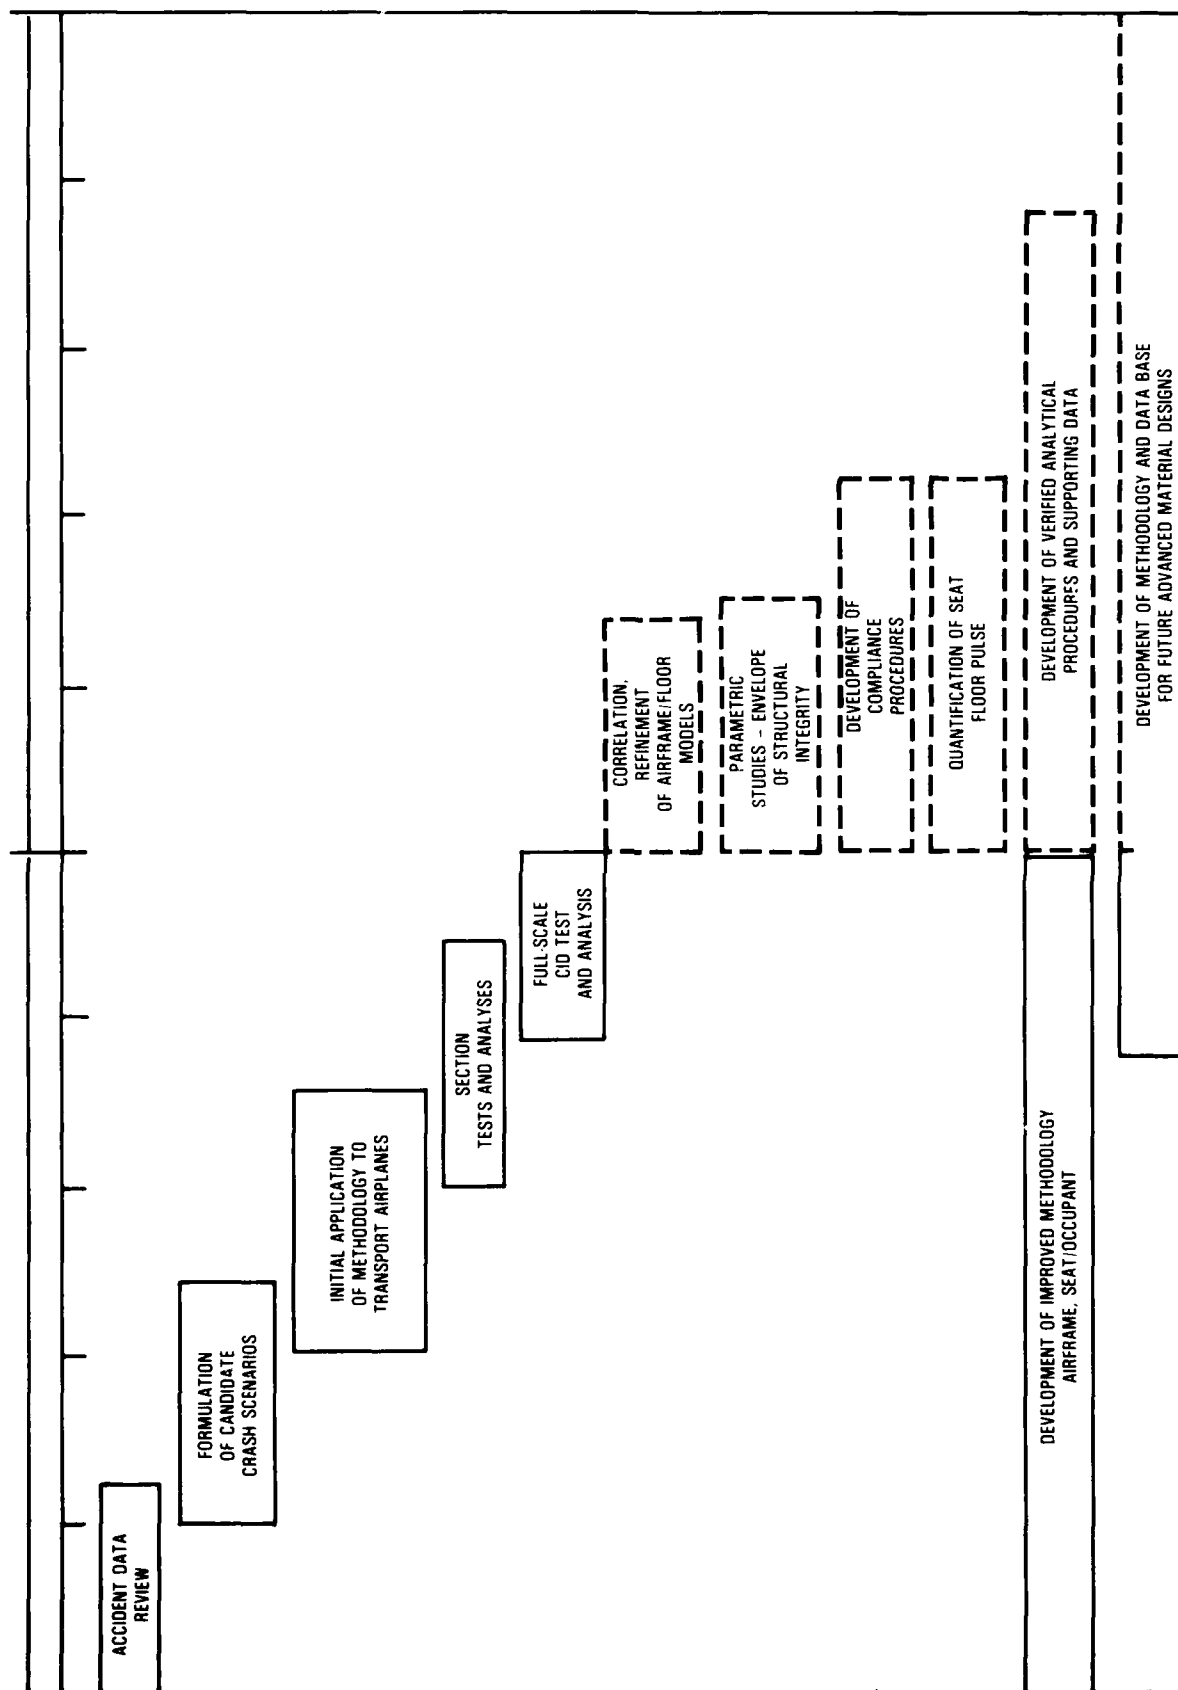 ACCIDENT DATA
REVIEW
FORMULATION
OF CANDIDATE
CRASH SCENARIOS
INITIAL APPLICATION
OF METHODOLOGY TO
TRANSPORT AIRPLANES
SECTION
TESTS AND ANALYSES
FULL-SCALE
CID TEST
AND ANALYSIS
CORRELATION,
REFINEMENT
OF AIRFRAME/FLOOR
MODELS
PARAMETRIC
STUDIES - ENVELOPE
OF STRUCTURAL
INTEGRITY
DEVELOPMENT OF
COMPLIANCE
PROCEDURES
QUANTIFICATION OF SEAT
FLOOR PULSE
DEVELOPMENT OF IMPROVED METHODOLOGY
AIRFRAME, SEAT/OCCUPANT
DEVELOPMENT OF VERIFIED ANALYTICAL
PROCEDURES AND SUPPORTING DATA
DEVELOPMENT OF METHODOLOGY AND DATA BASE
FOR FUTURE ADVANCED MATERIAL DESIGNS